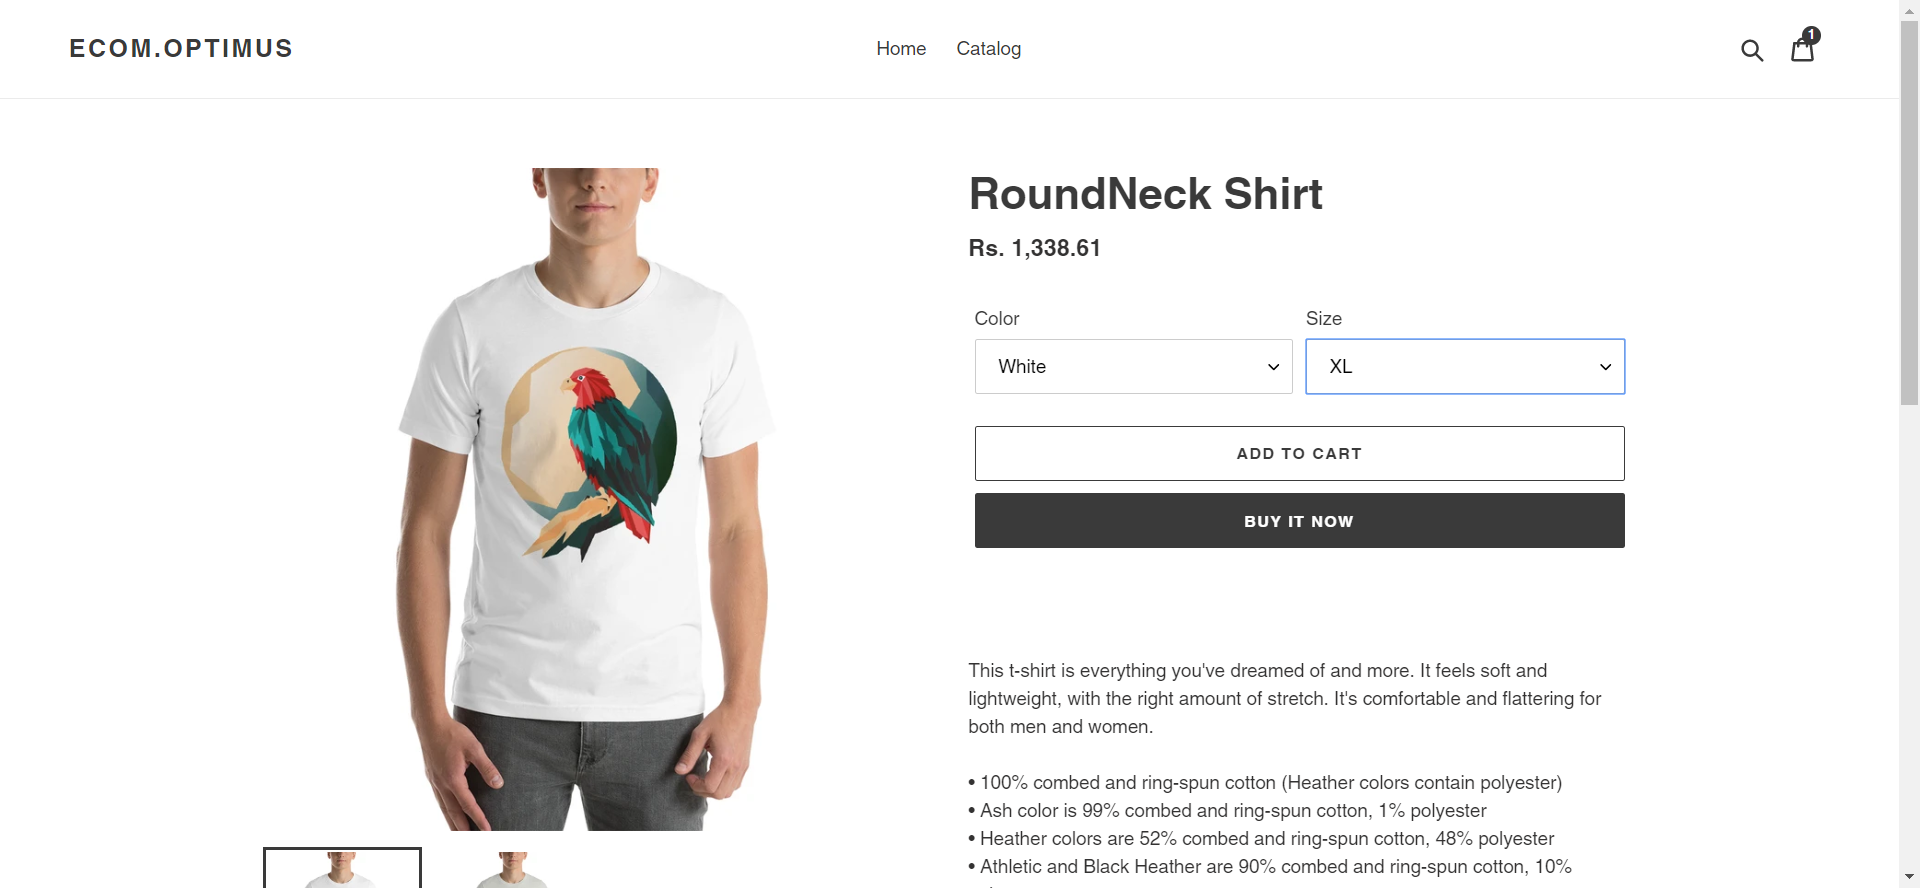 ECOM.OPTIMUS
Home
Catalog
1
RoundNeck Shirt
Rs. 1,338.61
Color
Size
White
XL
ADD TO CART
BUY IT NOW
This t-shirt is everything you've dreamed of and more. It feels soft and
lightweight, with the right amount of stretch. It's comfortable and flattering for
both men and women.
• 100% combed and ring-spun cotton (Heather colors contain polyester)
• Ash color is 99% combed and ring-spun cotton, 1% polyester
• Heather colors are 52% combed and ring-spun cotton, 48% polyester
• Athletic and Black Heather are 90% combed and ring-spun cotton, 10%